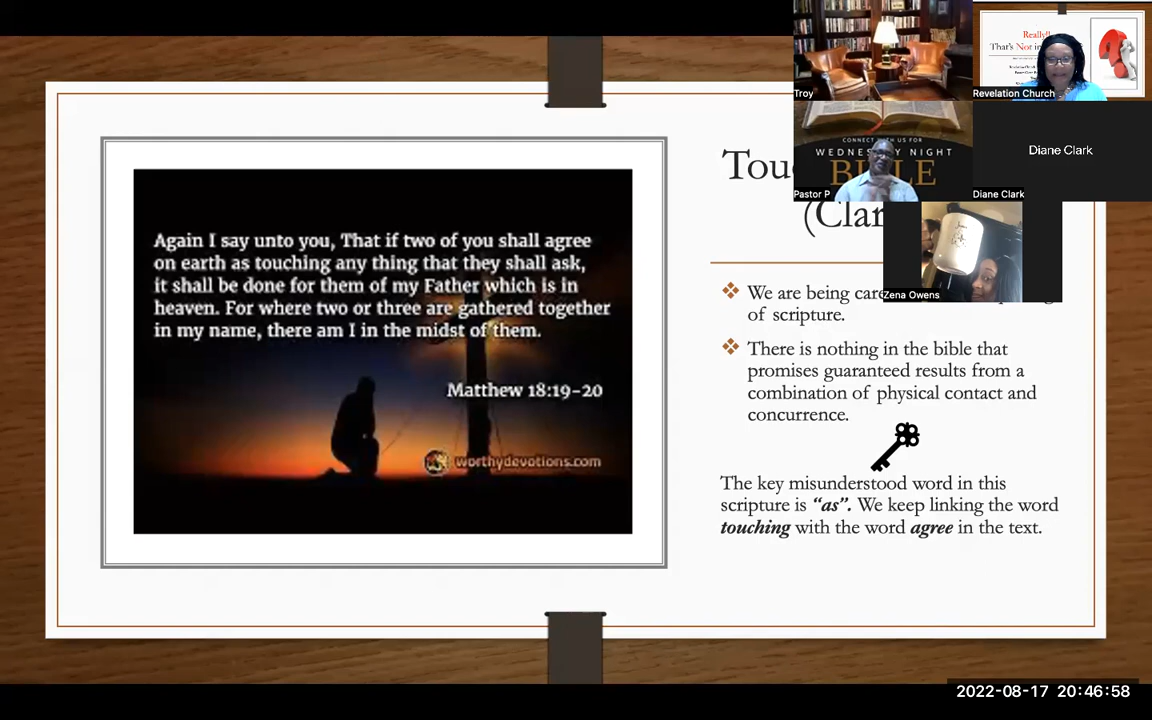 Again I say unto you, That if two of you shall agree
on earth as touching any thing that they shall ask,
it shall be done for them of my Father which is in
heaven. For where two or three are gathered together
in my name, there am I in the midst of them.
Matthew 18:19-20
worthydevotions.com
We are being
of scripture.
There is nothing in the bible that
promises guaranteed results from a
combination of physical contact and
concurrence.
The key misunderstood word in this
scripture is “as”. We keep linking the word
touching with the word agree in the text.
Troy
Really
That's Not
Revelation Church
CONNECT WITH US FOR
NIGHT
Pastor P
Diane Clark
Diane Clark
Zena Owens
2022-08-17 20:46:58